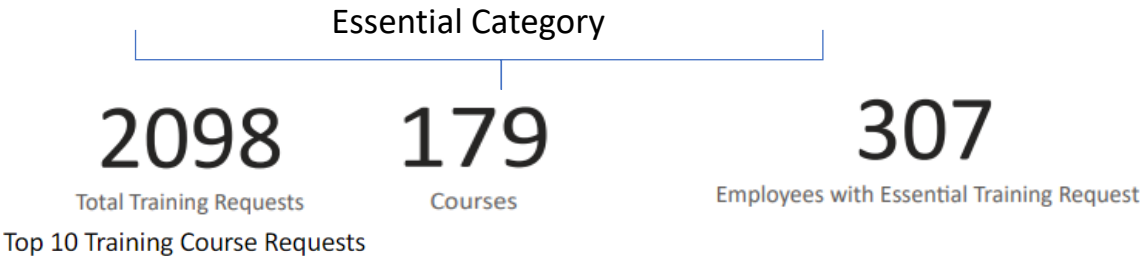 Essential Category
2098
179
307
Total Training Requests
Courses
Employees with Essential Training Request
Top 10 Training Course Requests